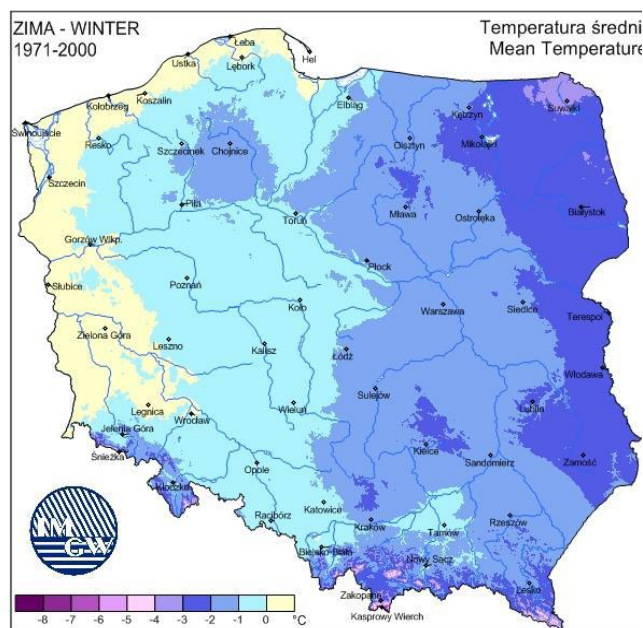 ZIMA - WINTER
1971-2000
Temperatura średni
Mean Temperature
Łeba
Hel
Ustka
Lębork
Koszalin
Kołobrzeg
Elbląg
Kętrzyn
Suwałki
Świnoujście
Resko
Szczecinek
Chojnice
Olsztyn
Mikołajki
Szczecin
Piła
Toruń
Mława
Ostrołęka
Białystok
Gorzów Wlkp.
Płock
Słubice
Poznań
Koło
Warszawa
Siedlce
Terespol
Zielona Góra
Leszno
Kalisz
Łódź
Włodawa
Sulejów
Legnica
Wrocław
Wieluń
Lublin
Jelenia Góra
Śnieżka
Opole
Kielce
Sandomierz
Zamość
Kłodzko
Racibórz
Katowice
Kraków
Tarnów
Rzeszów
IM
GW
Bielsko-Biała
Nowy Sącz
Lesko
Zakopane
Kasprowy Wierch
-8 -7 -6 -5 -4 -3 -2 -1 0 °C